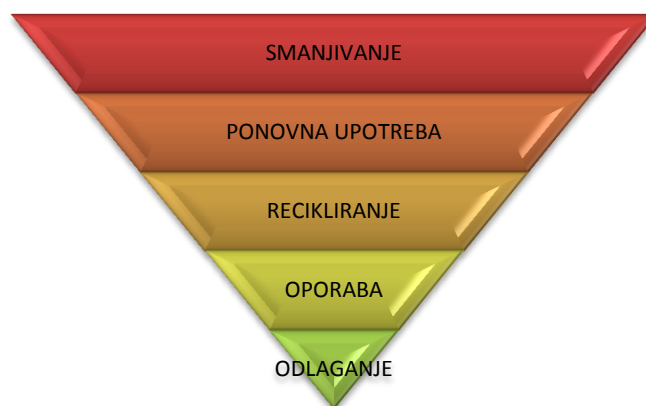 SMANJIVANJE
PONOVNA UPOTREBA
RECIKLIRANJE
OPORABA
ODLAGANJE